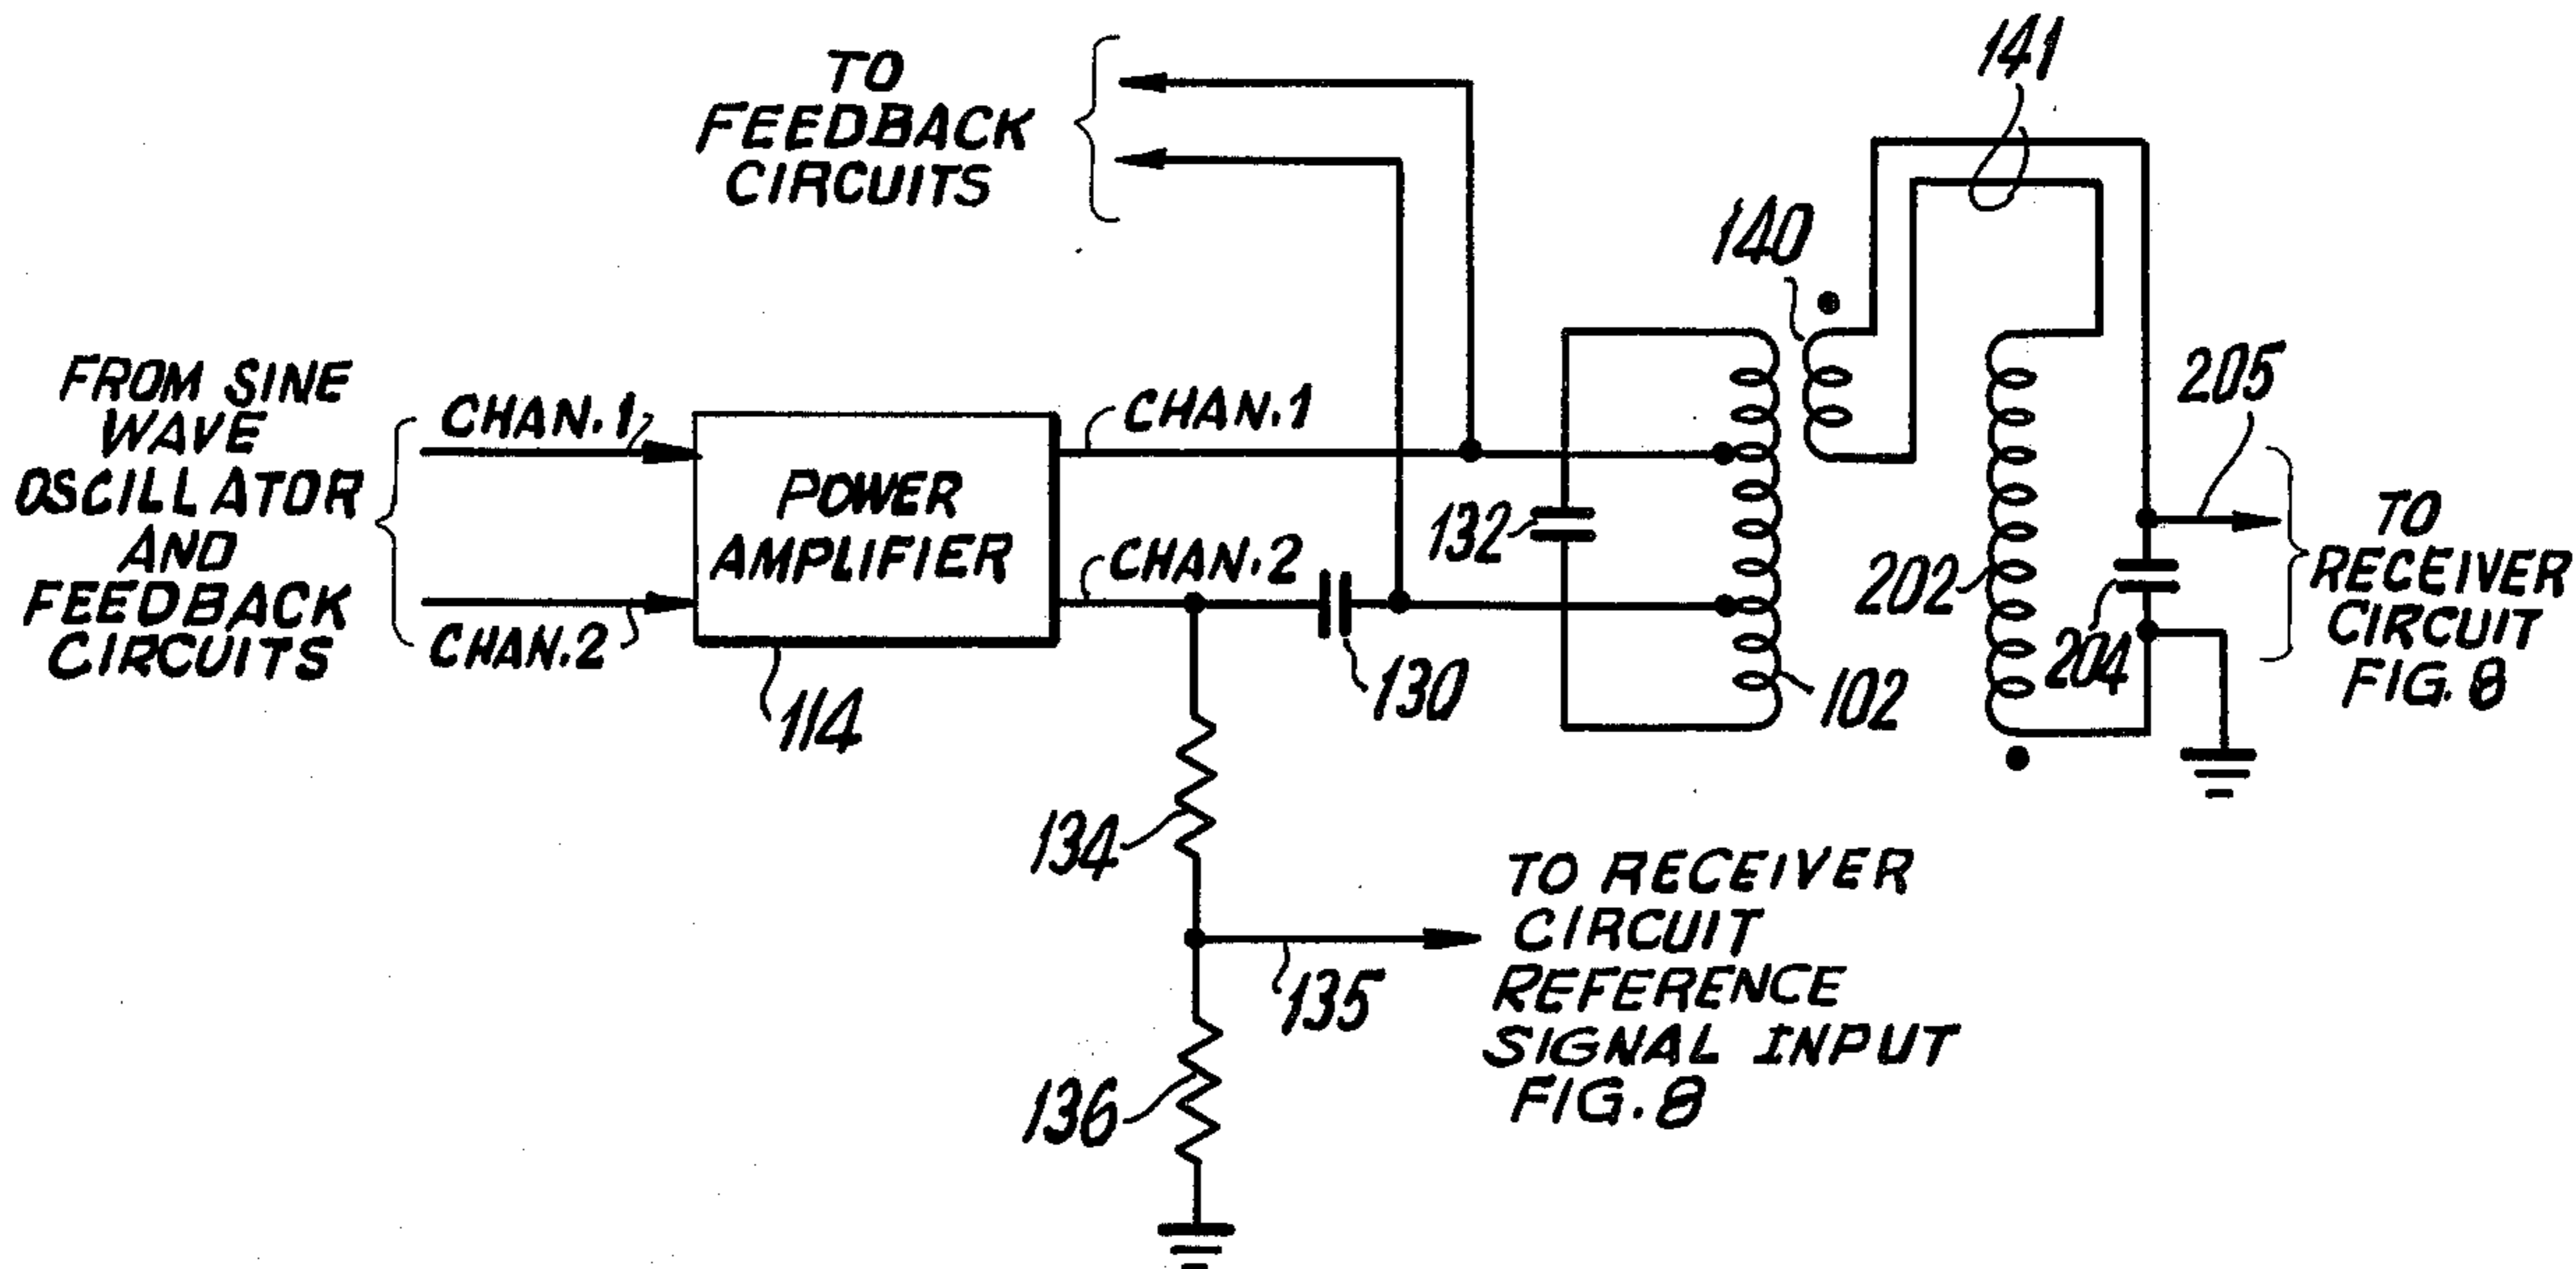 TO
FEEDBACK
CIRCUITS
141
140
FROM SINE
WAVE
OSCILLATOR
AND
FEEDBACK
CIRCUITS
CHAN.1
CHAN.2
POWER
AMPLIFIER
114
CHAN.1
CHAN.2
130
132
102
202
204
205
TO
RECEIVER
CIRCUIT
FIG. 8
134
135
136
TO RECEIVER
CIRCUIT
REFERENCE
SIGNAL INPUT
FIG. 8